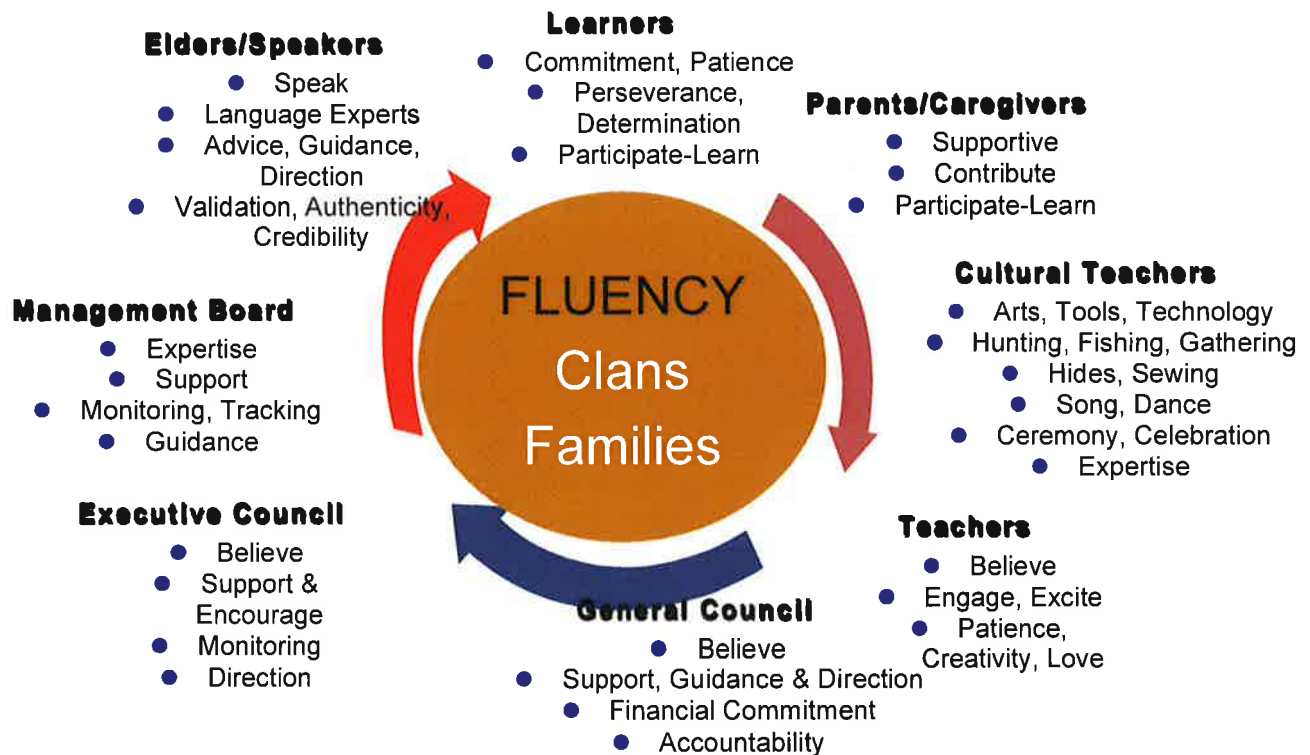 Learners
● Commitment, Patience
● Perseverance,
Determination
● Participate-Learn
Parents/Caregivers
● Supportive
● Contribute
● Participate-Learn
Cultural Teachers
● Arts, Tools, Technology
● Hunting, Fishing, Gathering
● Hides, Sewing
● Song, Dance
● Ceremony, Celebration
● Expertise
Teachers
● Believe
● Engage, Excite
● Patience,
Creativity, Love
General Council
● Believe
● Support, Guidance & Direction
● Financial Commitment
● Accountability
Executive Council
● Believe
● Support &
Encourage
● Monitoring
● Direction
Management Board
● Expertise
● Support
● Monitoring, Tracking
● Guidance
Elders/Speakers
● Speak
● Language Experts
● Advice, Guidance,
Direction
● Validation, Authenticity,
Credibility
FLUENCY
Clans
Families